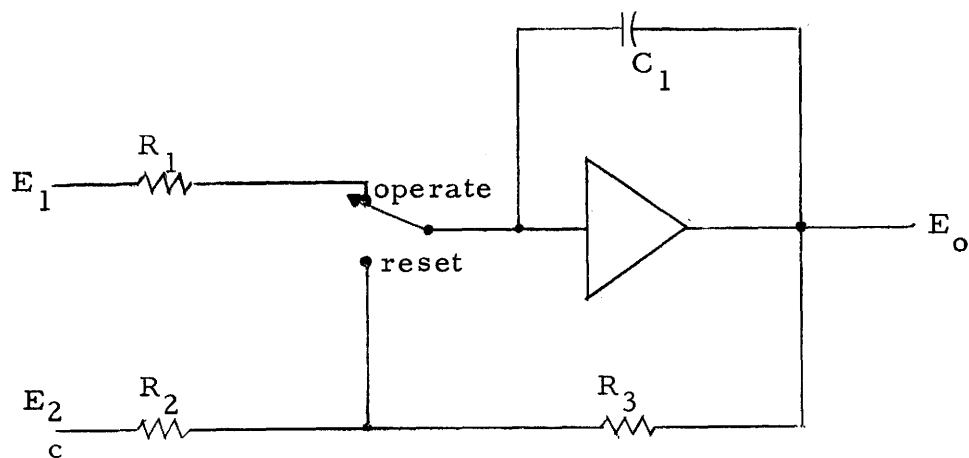 C1
R1
E1
operate
Eo
reset
E2
R2
R3
c